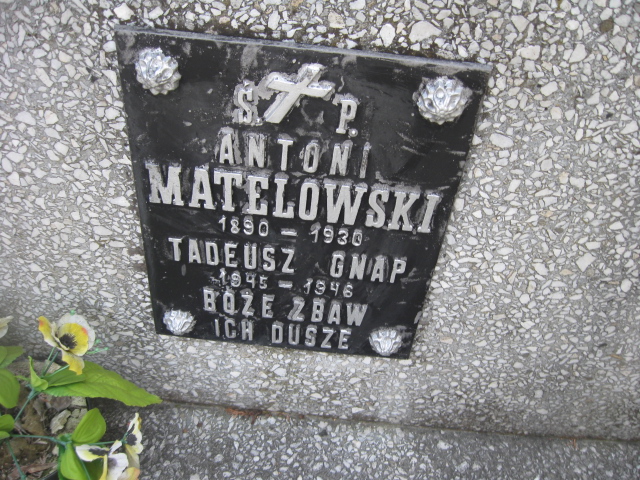 Ś. P.
ANTONI
MATELOWSKI
1890 - 1930
TADEUSZ GNAP
1945 - 1946
BOŻE ZBAW
ICH DUSZE